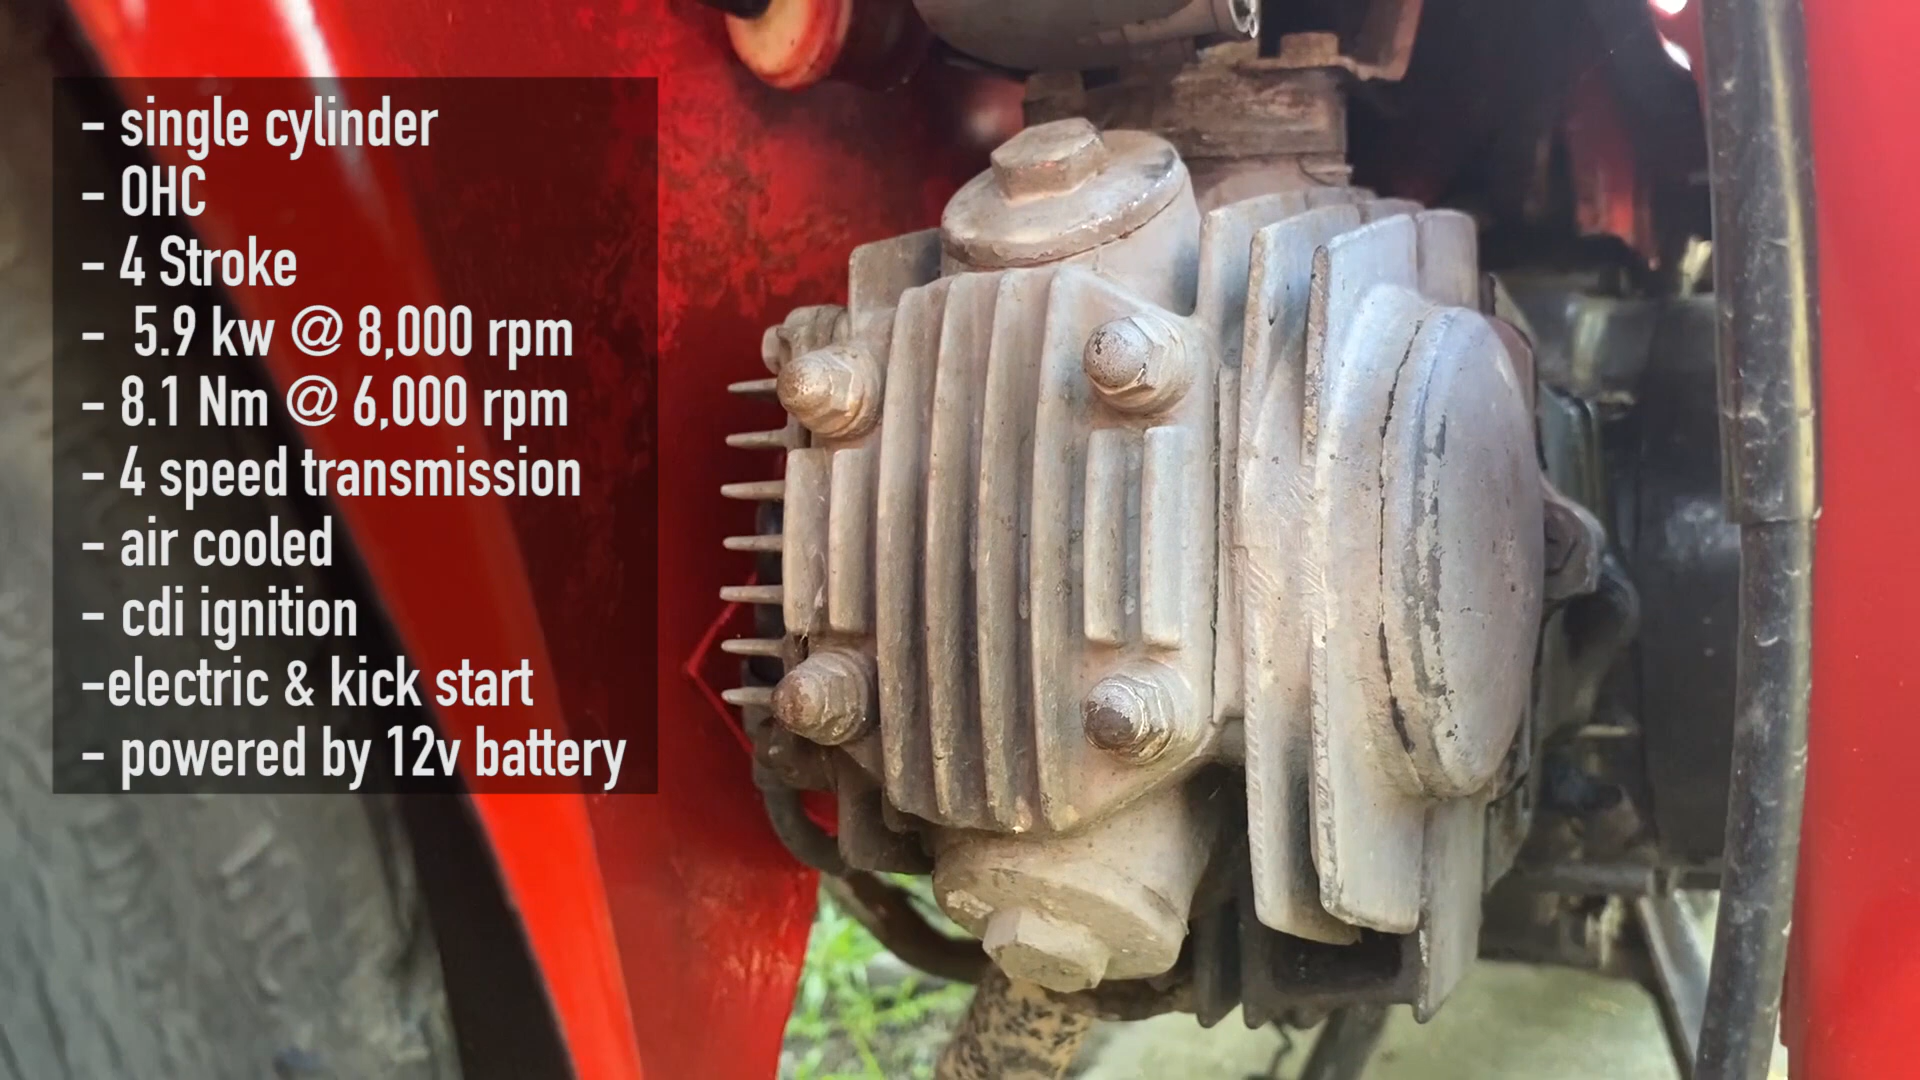 - single cylinder
- OHC
- 4 Stroke
- 5.9 kw @ 8,000 rpm
- 8.1 Nm @ 6,000 rpm
- 4 speed transmission
- air cooled
- cdi ignition
-electric & kick start
- powered by 12v battery